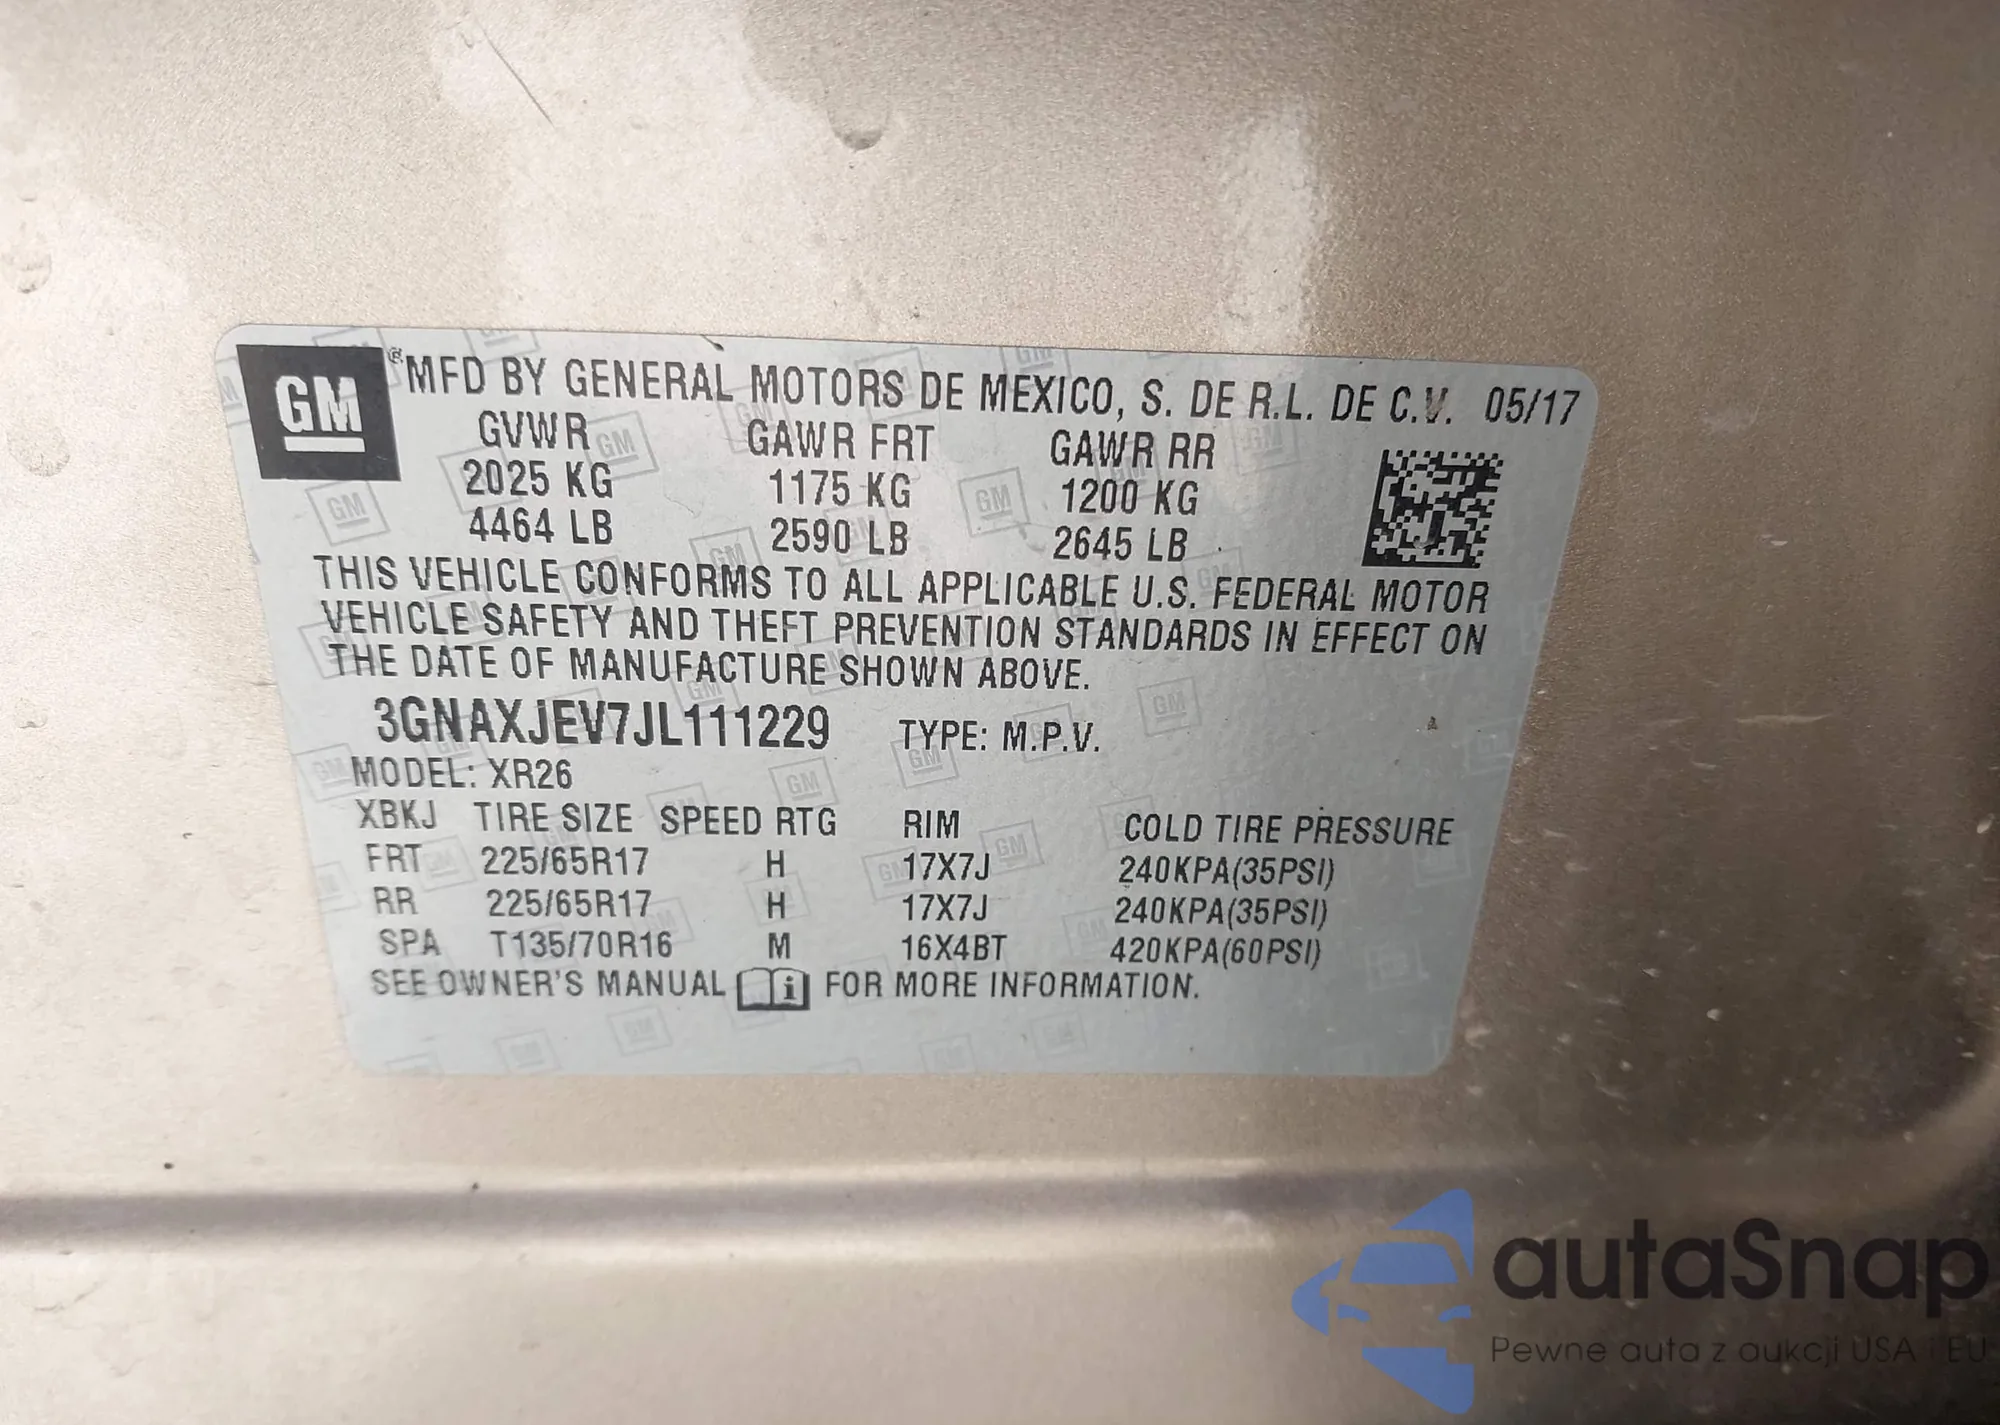 GM ® MFD BY GENERAL MOTORS DE MEXICO, S. DE R.L. DE C.V. 05/17
GVWR GAWR FRT GAWR RR
2025 KG 1175 KG 1200 KG
4464 LB 2590 LB 2645 LB
THIS VEHICLE CONFORMS TO ALL APPLICABLE U.S. FEDERAL MOTOR
VEHICLE SAFETY AND THEFT PREVENTION STANDARDS IN EFFECT ON
THE DATE OF MANUFACTURE SHOWN ABOVE.
3GNAXJEV7JL111229 TYPE: M.P.V.
MODEL: XR26
XBKJ TIRE SIZE SPEED RTG RIM COLD TIRE PRESSURE
FRT 225/65R17 H 17X7J 240KPA(35PSI)
RR 225/65R17 H 17X7J 240KPA(35PSI)
SPA T135/70R16 M 16X4BT 420KPA(60PSI)
SEE OWNER'S MANUAL i FOR MORE INFORMATION.
autaSnap
Pewne auta z aukcji USA i EU